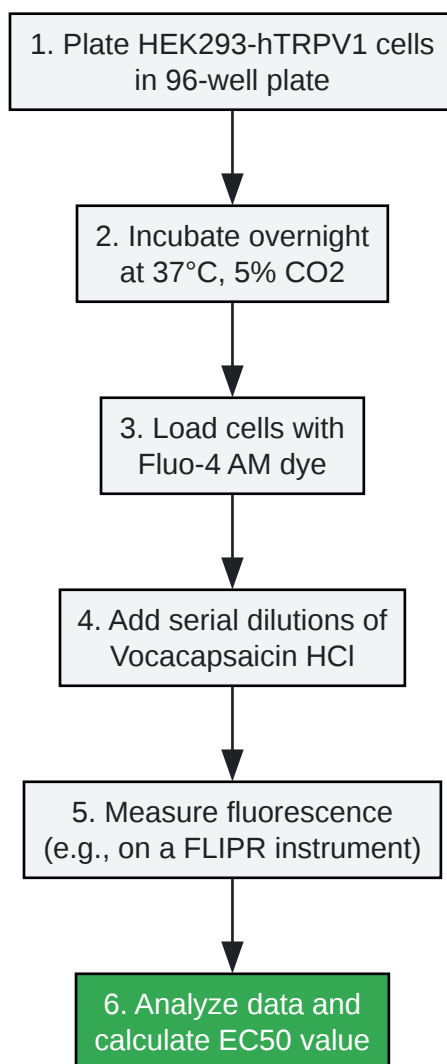 1. Plate HEK293-hTRPV1 cells
in 96-well plate
2. Incubate overnight
at 37°C, 5% CO2
3. Load cells with
Fluo-4 AM dye
4. Add serial dilutions of
Vocacapsaicin HCl
5. Measure fluorescence
(e.g., on a FLIPR instrument)
6. Analyze data and
calculate EC50 value